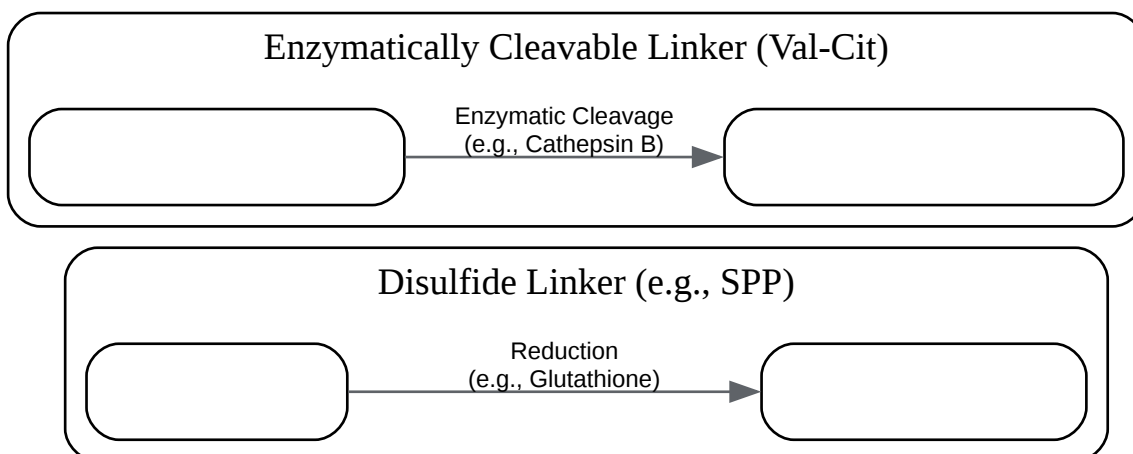 Enzymatically Cleavable Linker (Val-Cit)
Enzymatic Cleavage
(e.g., Cathepsin B)
Disulfide Linker (e.g., SPP)
Reduction
(e.g., Glutathione)